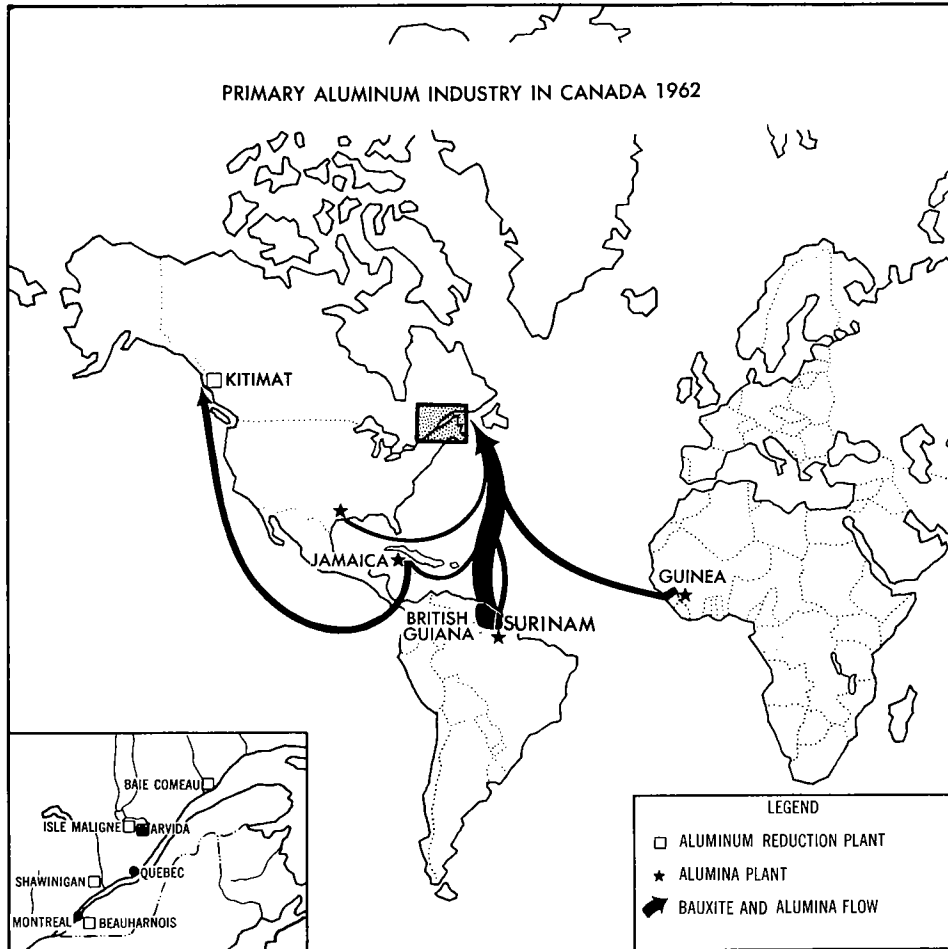 PRIMARY ALUMINUM INDUSTRY IN CANADA 1962
KITIMAT
JAMAICA
GUINEA
BRITISH
GUIANA
SURINAM
BAIE COMEAU
ISLE MALIGNE
ARVIDA
QUEBEC
SHAWINIGAN
MONTREAL
BEAUHARNOIS
LEGEND
ALUMINUM REDUCTION PLANT
ALUMINA PLANT
BAUXITE AND ALUMINA FLOW